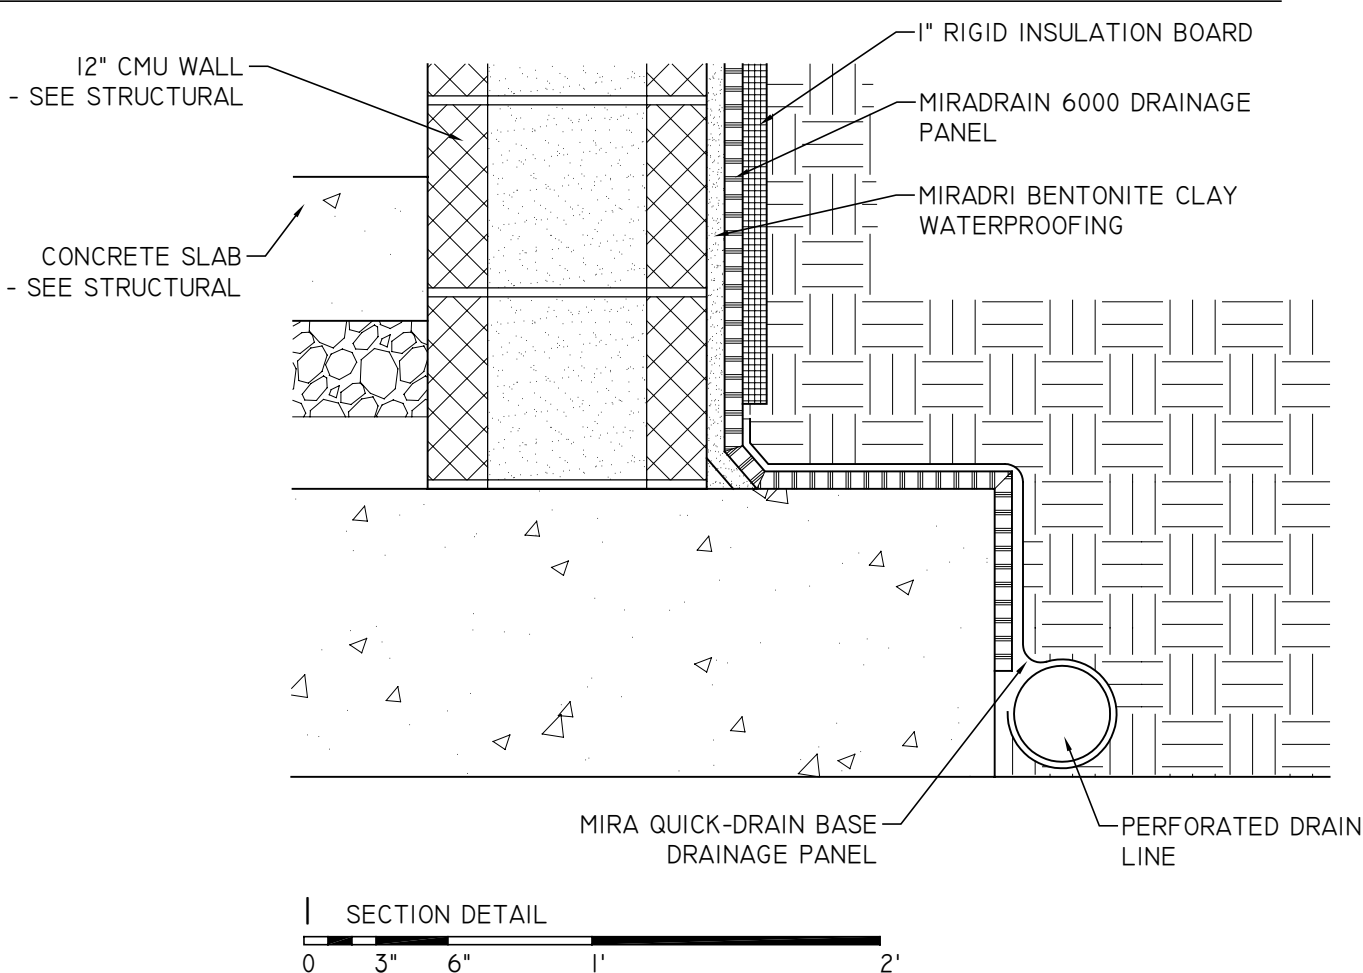 12" CMU WALL
- SEE STRUCTURAL
CONCRETE SLAB
- SEE STRUCTURAL
1" RIGID INSULATION BOARD
MIRADRAIN 6000 DRAINAGE
PANEL
MIRADRI BENTONITE CLAY
WATERPROOFING
MIRA QUICK-DRAIN BASE
DRAINAGE PANEL
PERFORATED DRAIN
LINE
1 SECTION DETAIL
0 3" 6" 1' 2'